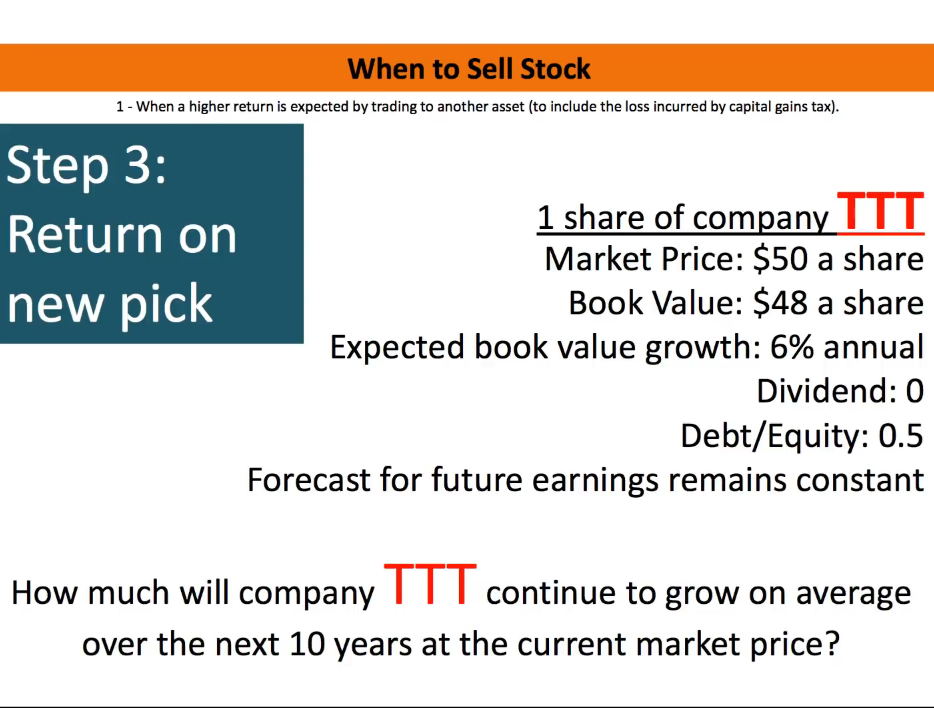 When to Sell Stock
1 - When a higher return is expected by trading to another asset (to include the loss incurred by capital gains tax).
Step 3:
Return on
new pick
1 share of company TTT
Market Price: $50 a share
Book Value: $48 a share
Expected book value growth: 6% annual
Dividend: 0
Debt/Equity: 0.5
Forecast for future earnings remains constant
How much will company TTT continue to grow on average
over the next 10 years at the current market price?